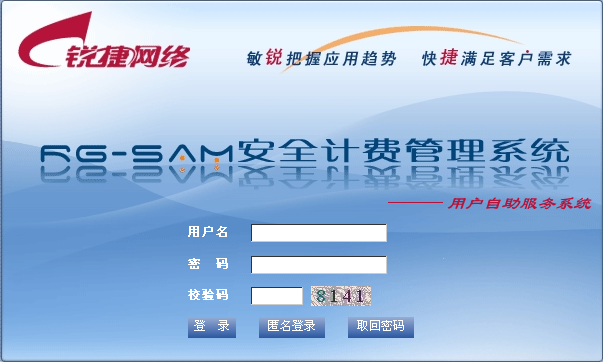 锐捷网络
敏锐把握应用趋势 快捷满足客户需求
RG-SAM安全计费管理系统
用户自助服务系统
用户名
密 码
校验码 8141
登 录 匿名登录 取回密码